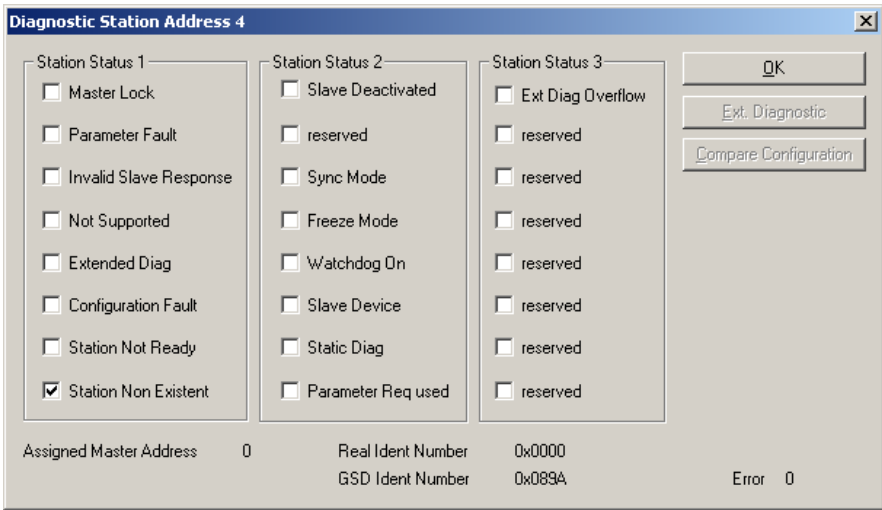 Diagnostic Station Address 4
Station Status 1
Master Lock
Parameter Fault
Invalid Slave Response
Not Supported
Extended Diag
Configuration Fault
Station Not Ready
Station Non Existent
Station Status 2
Slave Deactivated
reserved
Sync Mode
Freeze Mode
Watchdog On
Slave Device
Static Diag
Parameter Req used
Station Status 3
Ext Diag Overflow
reserved
reserved
reserved
reserved
reserved
reserved
reserved
OK
Ext. Diagnostic
Compare Configuration
Assigned Master Address 0
Real Ident Number 0x0000
GSD Ident Number 0x089A
Error 0